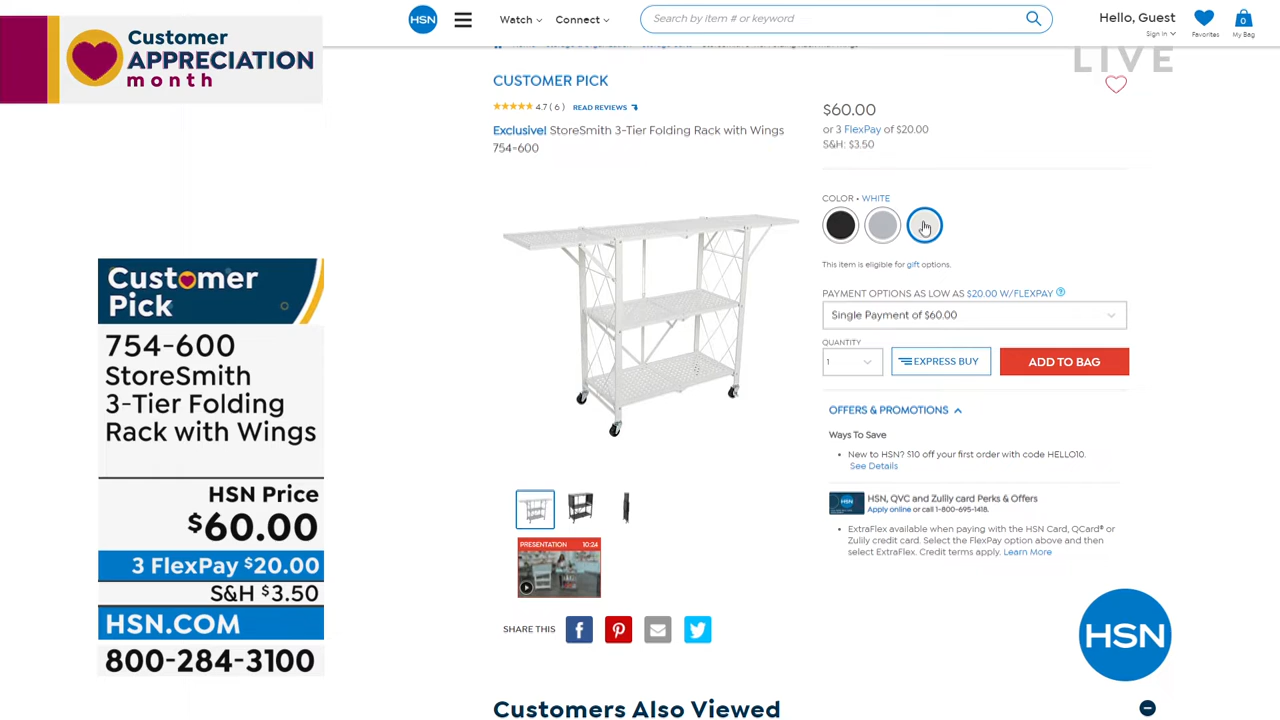 Customer
APPRECIATION
month
HSN
Watch
Connect
Search by item # or keyword
Hello, Guest
Sign In
Favorites
0
My Bag
LIVE
CUSTOMER PICK
4.7 ( 6 ) READ REVIEWS
Exclusive! StoreSmith 3-Tier Folding Rack with Wings
754-600
$60.00
or 3 FlexPay of $20.00
S&H: $3.50
COLOR • WHITE
This item is eligible for gift options.
PAYMENT OPTIONS AS LOW AS $20.00 W/FLEXPAY ?
Single Payment of $60.00
QUANTITY
1
EXPRESS BUY
ADD TO BAG
OFFERS & PROMOTIONS
Ways To Save
• New to HSN? $10 off your first order with code HELLO10.
See Details
HSN
HSN, QVC and Zulily card Perks & Offers
Apply online or call 1-800-695-1418.
• ExtraFlex available when paying with the HSN Card, QCard® or
Zulily credit card. Select the FlexPay option above and then
select ExtraFlex. Credit terms apply. Learn More
PRESENTATION 10:24
SHARE THIS
Customers Also Viewed
Customer
Pick
754-600
StoreSmith
3-Tier Folding
Rack with Wings
HSN Price
$60.00
3 FlexPay $20.00
S&H $3.50
HSN.COM
800-284-3100
HSN